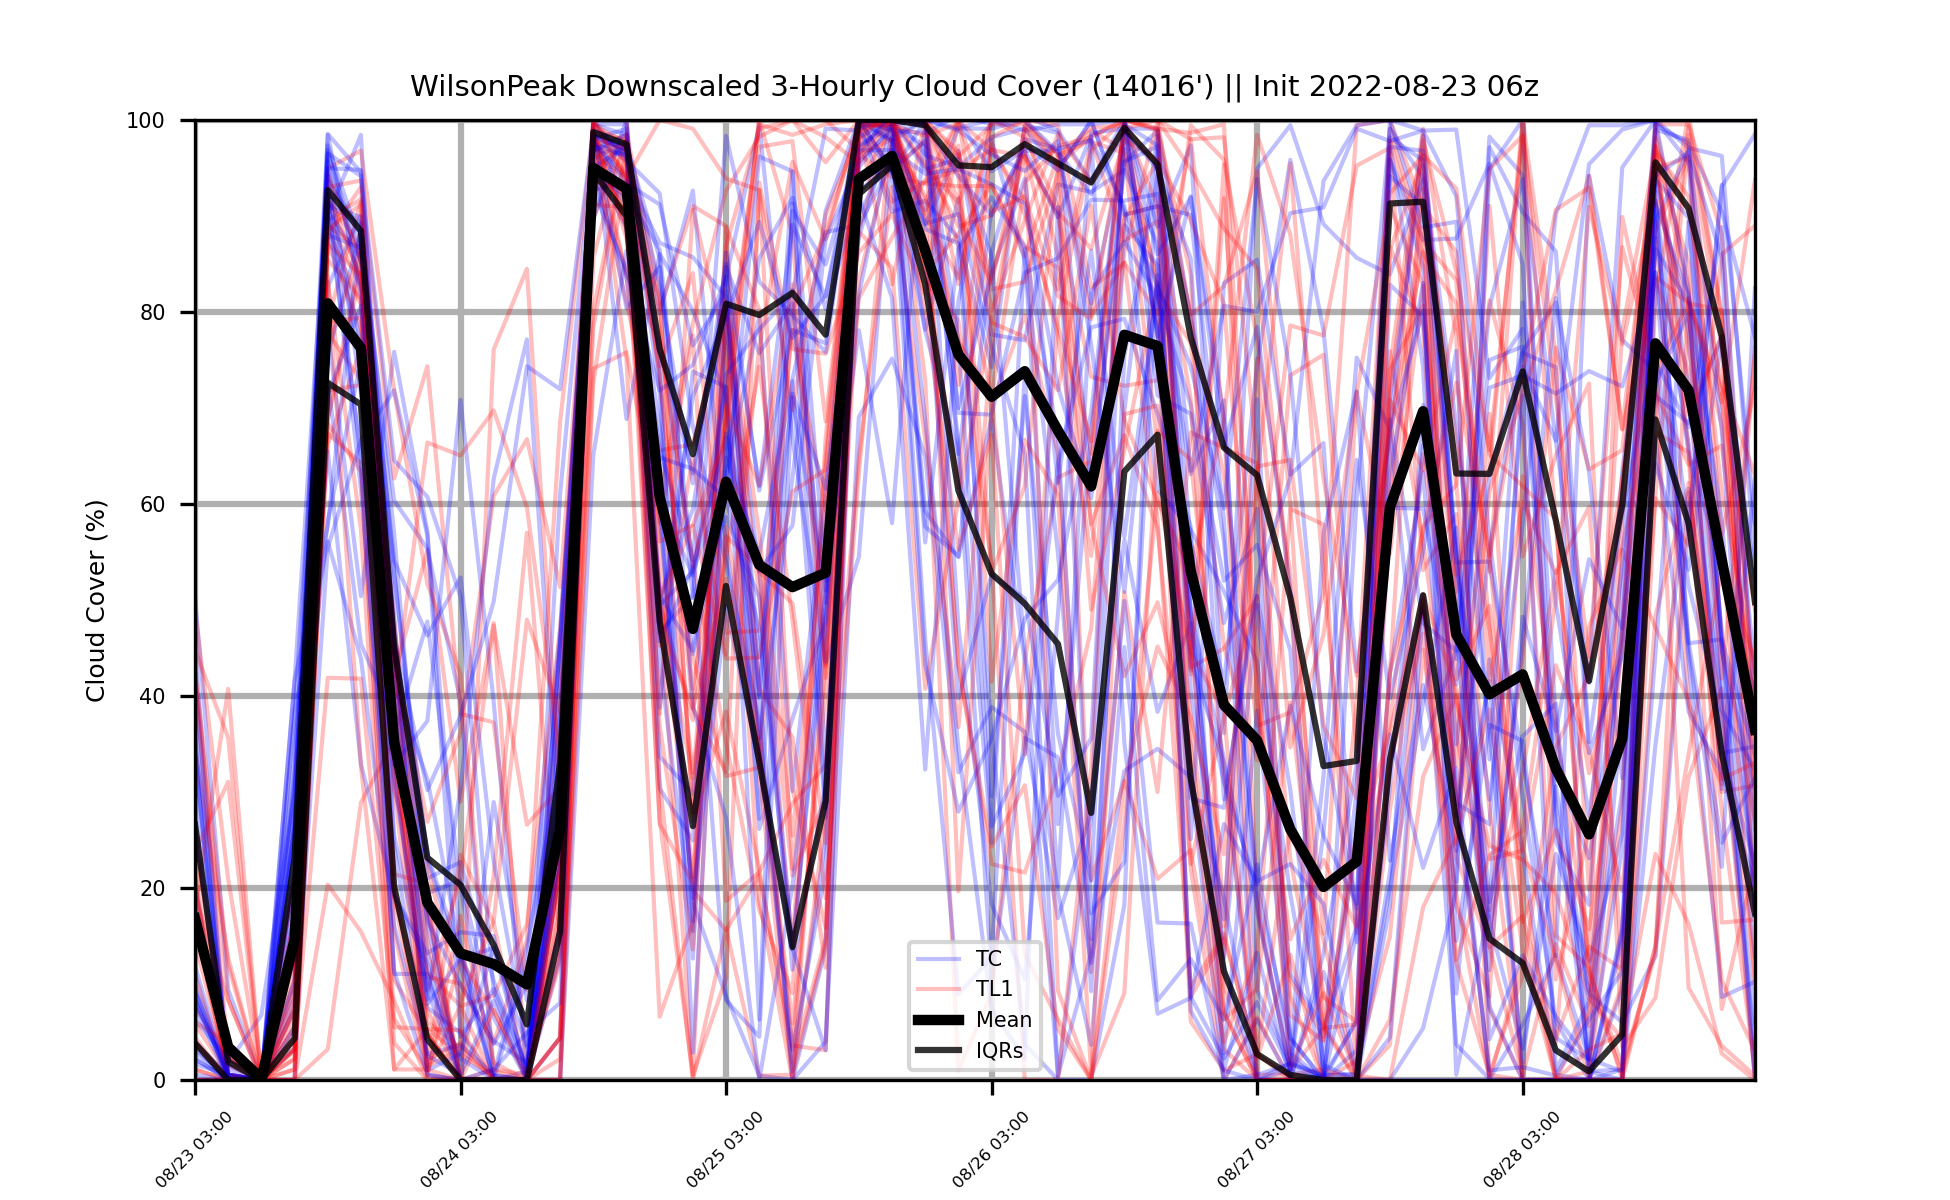 WilsonPeak Downscaled 3-Hourly Cloud Cover (14016') || Init 2022-08-23 06z
Cloud Cover (%)
100
80
60
40
20
0
TC
TL1
Mean
IQRs
08/23 03:00
08/24 03:00
08/25 03:00
08/26 03:00
08/27 03:00
08/28 03:00